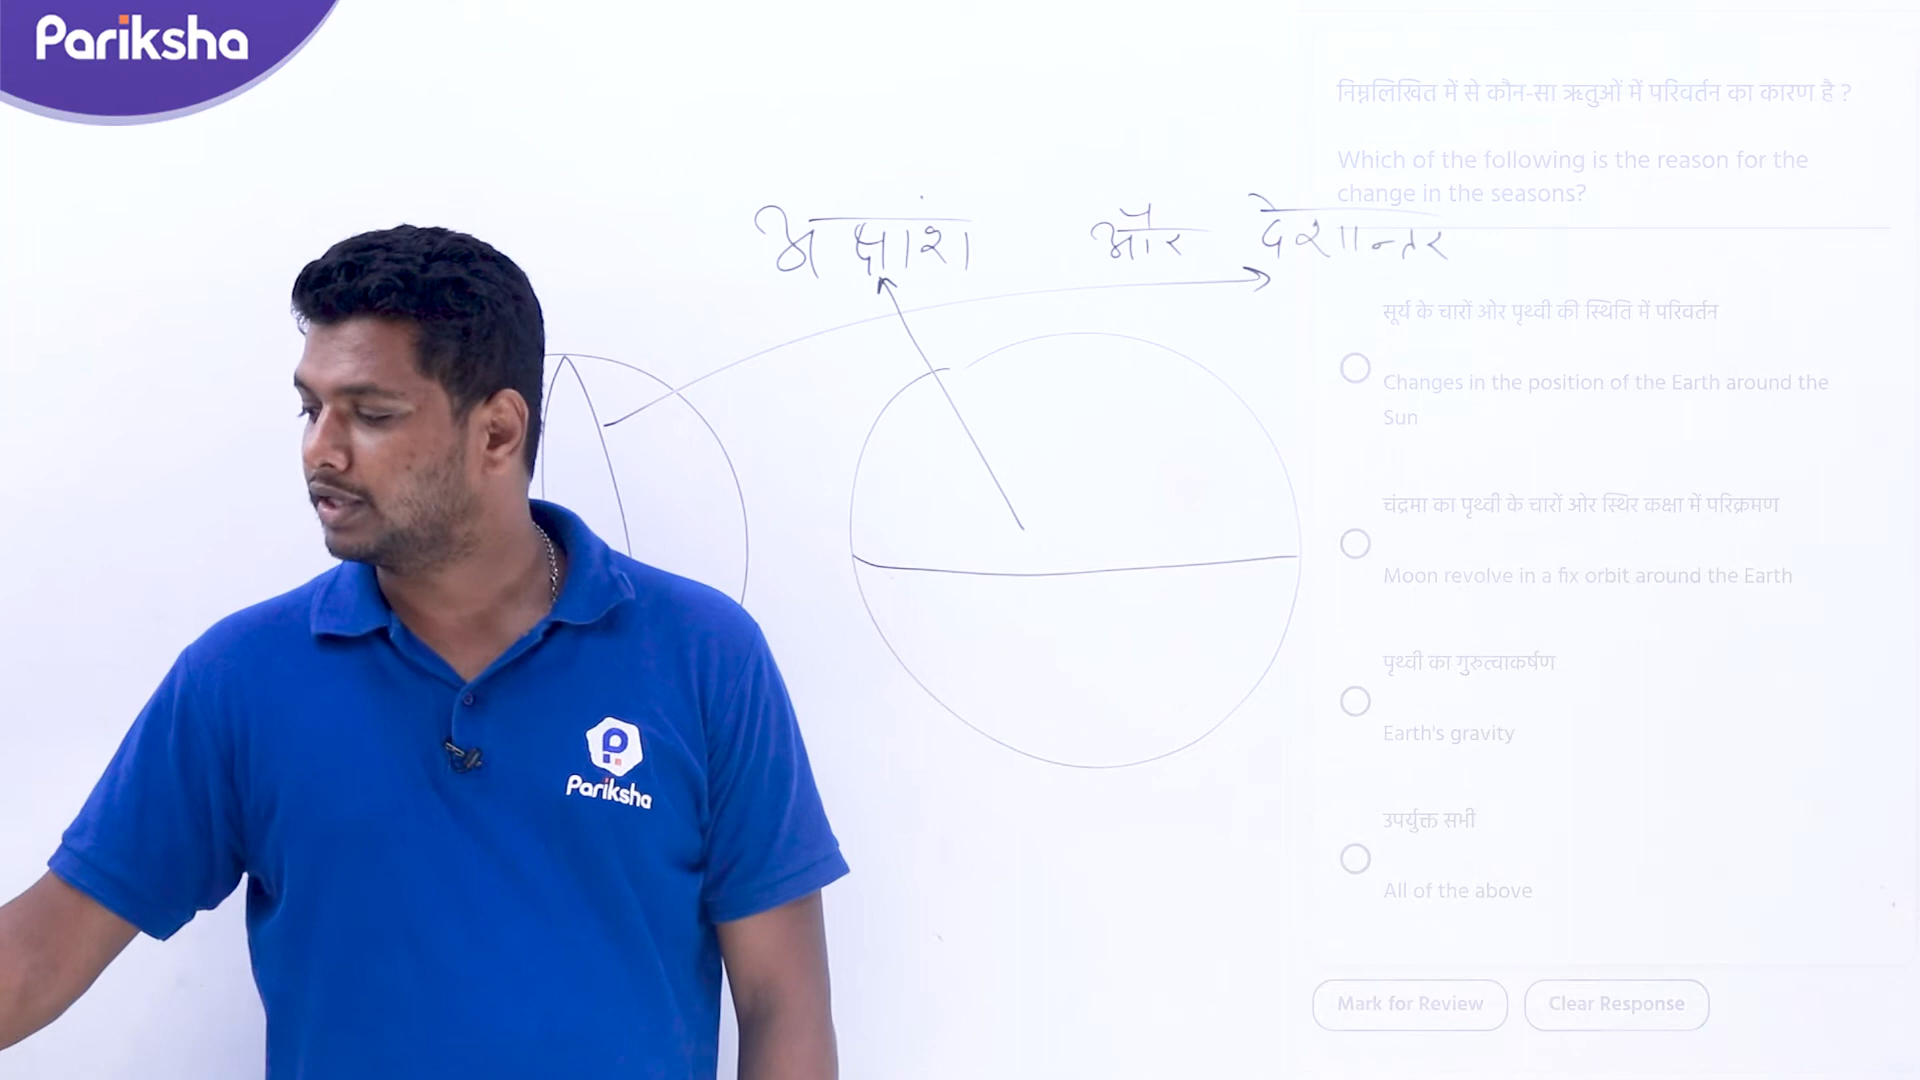 Pariksha
निम्नलिखित में से कौन-सा ऋतुओं में परिवर्तन का कारण है ?
Which of the following is the reason for the
change in the seasons?
अक्षांश और देशान्तर
सूर्य के चारों ओर पृथ्वी की स्थिति में परिवर्तन
Changes in the position of the Earth around the
Sun
चंद्रमा का पृथ्वी के चारों ओर स्थिर कक्षा में परिक्रमण
Moon revolve in a fix orbit around the Earth
पृथ्वी का गुरुत्वाकर्षण
Earth's gravity
उपर्युक्त सभी
All of the above
Mark for Review
Clear Response
Pariksha